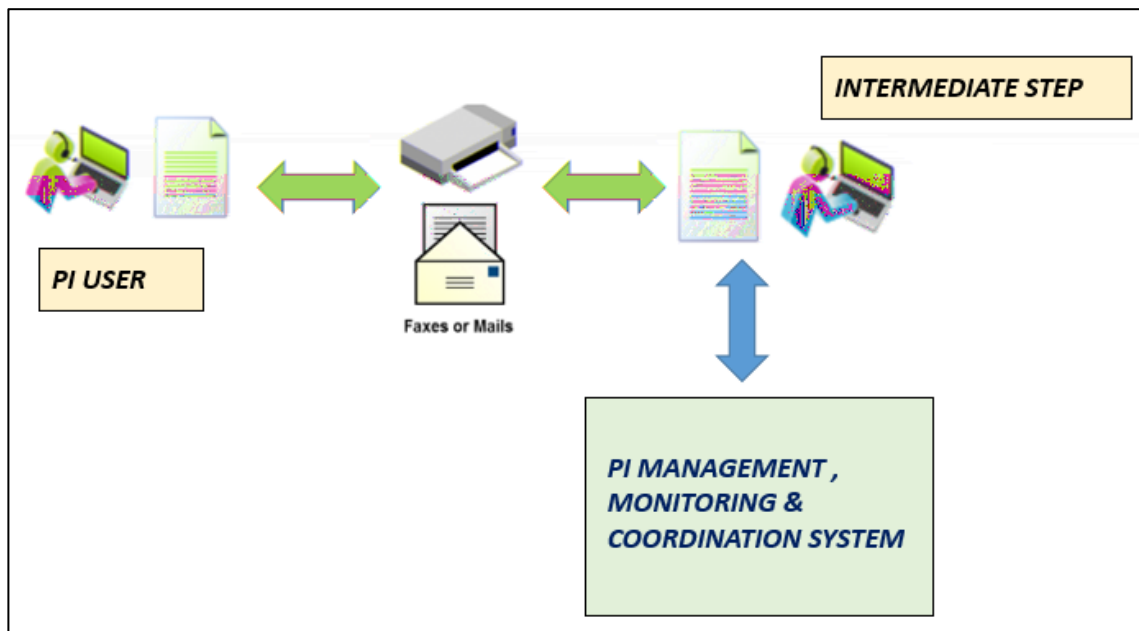 INTERMEDIATE STEP
PI USER
Faxes or Mails
PI MANAGEMENT ,
MONITORING &
COORDINATION SYSTEM